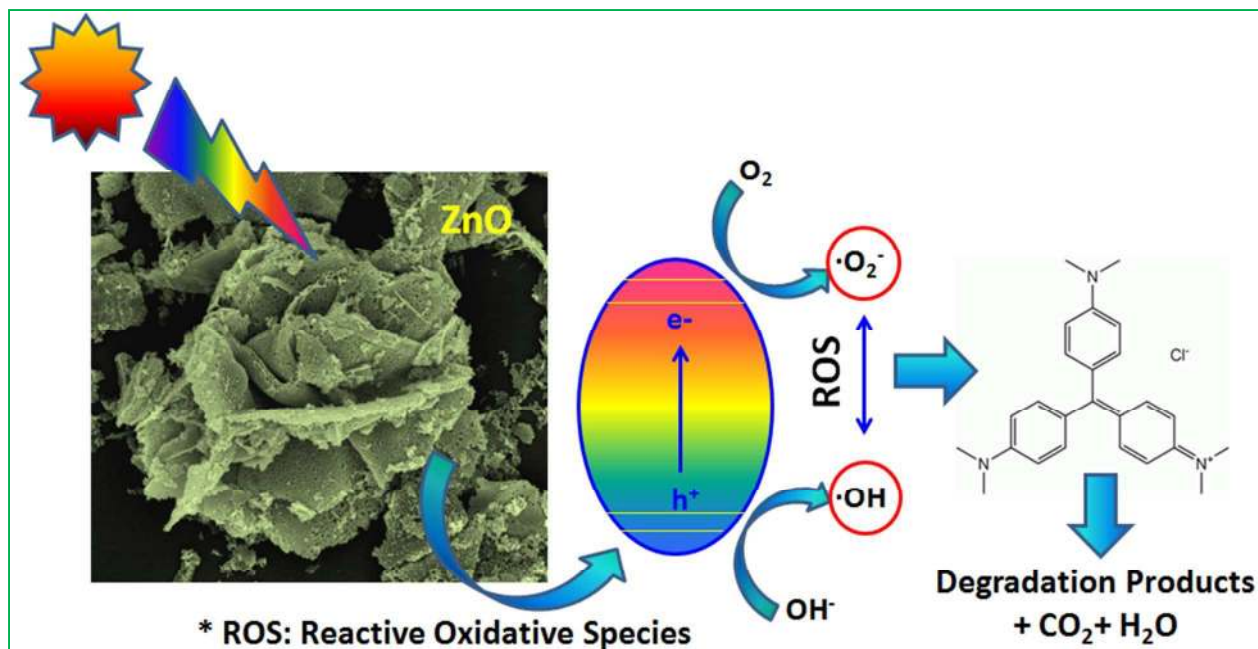 ZnO
O₂
·O₂⁻
e-
ROS
h⁺
·OH
OH⁻
N
Cl⁻
N
N⁺
Degradation Products
+ CO₂+ H₂O
* ROS: Reactive Oxidative Species